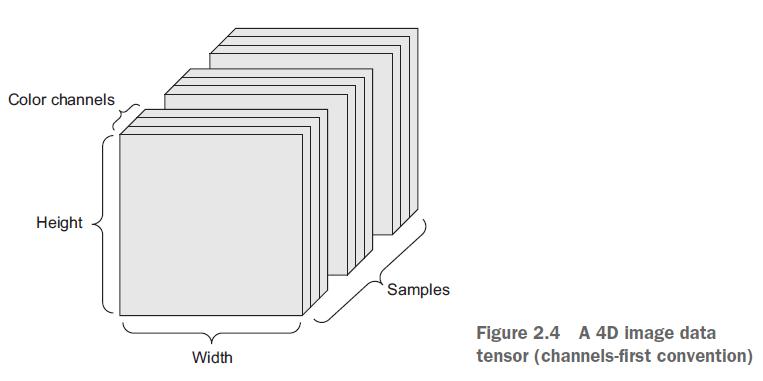 Color channels
Height
Samples
Width
Figure 2.4 A 4D image data
tensor (channels-first convention)